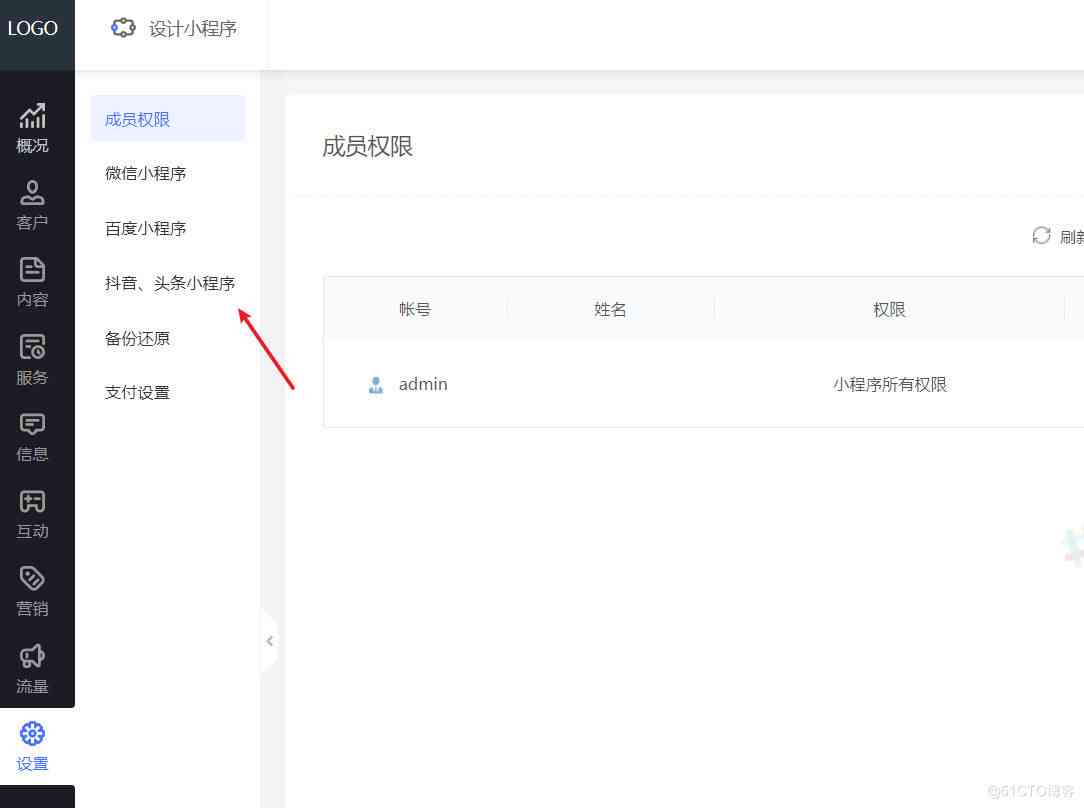 LOGO
设计小程序
概况
客户
内容
服务
信息
互动
营销
流量
设置
成员权限
微信小程序
百度小程序
抖音、头条小程序
备份还原
支付设置
成员权限
刷新
帐号 姓名 权限
admin 小程序所有权限
@51CTO博客